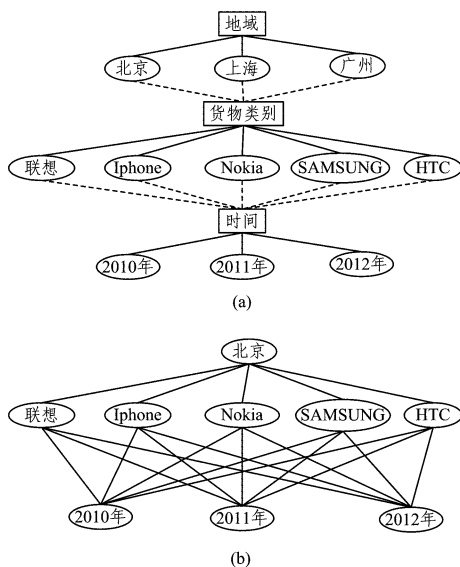 地域
北京 上海 广州
货物类别
联想 Iphone Nokia SAMSUNG HTC
时间
2010年 2011年 2012年
(a)
北京
联想 Iphone Nokia SAMSUNG HTC
2010年 2011年 2012年
(b)